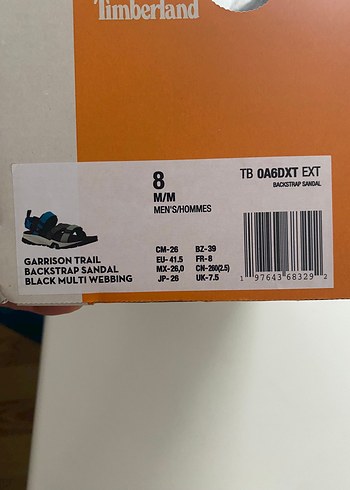 Timberland
8
M/M
MEN'S/HOMMES
TB 0A6DXT EXT
BACKSTRAP SANDAL
GARRISON TRAIL
BACKSTRAP SANDAL
BLACK MULTI WEBBING
CM-26 BZ-39
EU- 41.5 FR-8
MX-26,0 CN-260(2.5)
JP- 26 UK-7.5
1 97643 68329 2